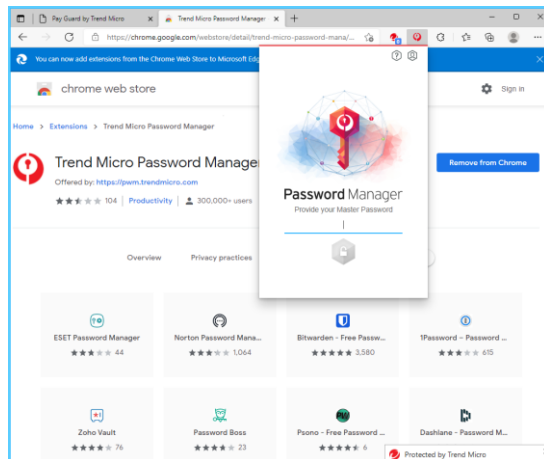 Pay Guard by Trend Micro
Trend Micro Password Manager
https://chrome.google.com/webstore/detail/trend-micro-password-mana/...
You can now add extensions from the Chrome Web Store to Microsoft Edg
chrome web store
Sign in
Home > Extensions > Trend Micro Password Manager
Trend Micro Password Manage
Offered by: https://pwm.trendmicro.com
104 | Productivity | 300,000+ users
Remove from Chrome
Password Manager
Provide your Master Password
Overview
Privacy practices
ESET Password Manager
44
Norton Password Mana...
1,064
Bitwarden - Free Passw...
3,580
1Password – Password ...
615
Zoho Vault
76
Password Boss
23
Psono - Free Password ...
6
Dashlane - Password M...
Protected by Trend Micro